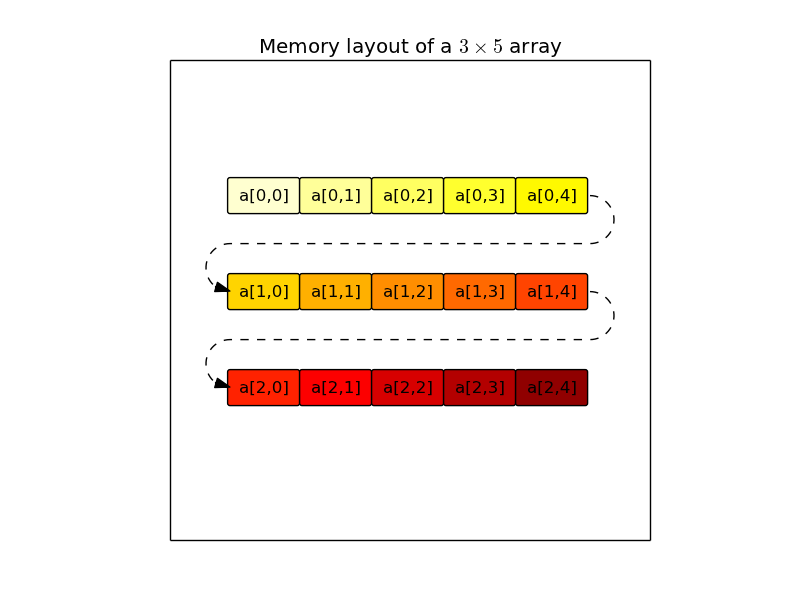 Memory layout of a 3 × 5 array
a[0,0] a[0,1] a[0,2] a[0,3] a[0,4]
a[1,0] a[1,1] a[1,2] a[1,3] a[1,4]
a[2,0] a[2,1] a[2,2] a[2,3] a[2,4]